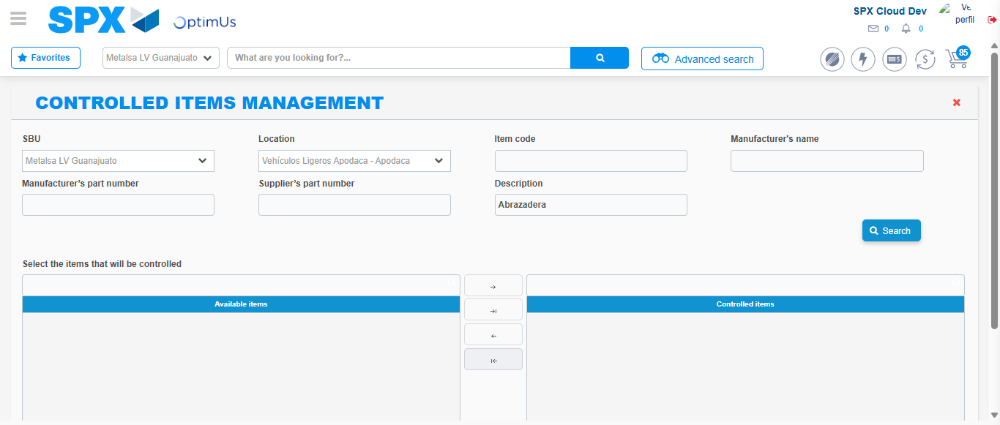 SPX OptimUs
SPX Cloud Dev
Ve
perfil
0 0
Favorites
Metalsa LV Guanajuato
What are you looking for?...
Advanced search
85
CONTROLLED ITEMS MANAGEMENT
SBU
Location
Item code
Manufacturer's name
Metalsa LV Guanajuato
Vehículos Ligeros Apodaca - Apodaca
Manufacturer’s part number
Supplier’s part number
Description
Abrazadera
Search
Select the items that will be controlled
Available items
Controlled items